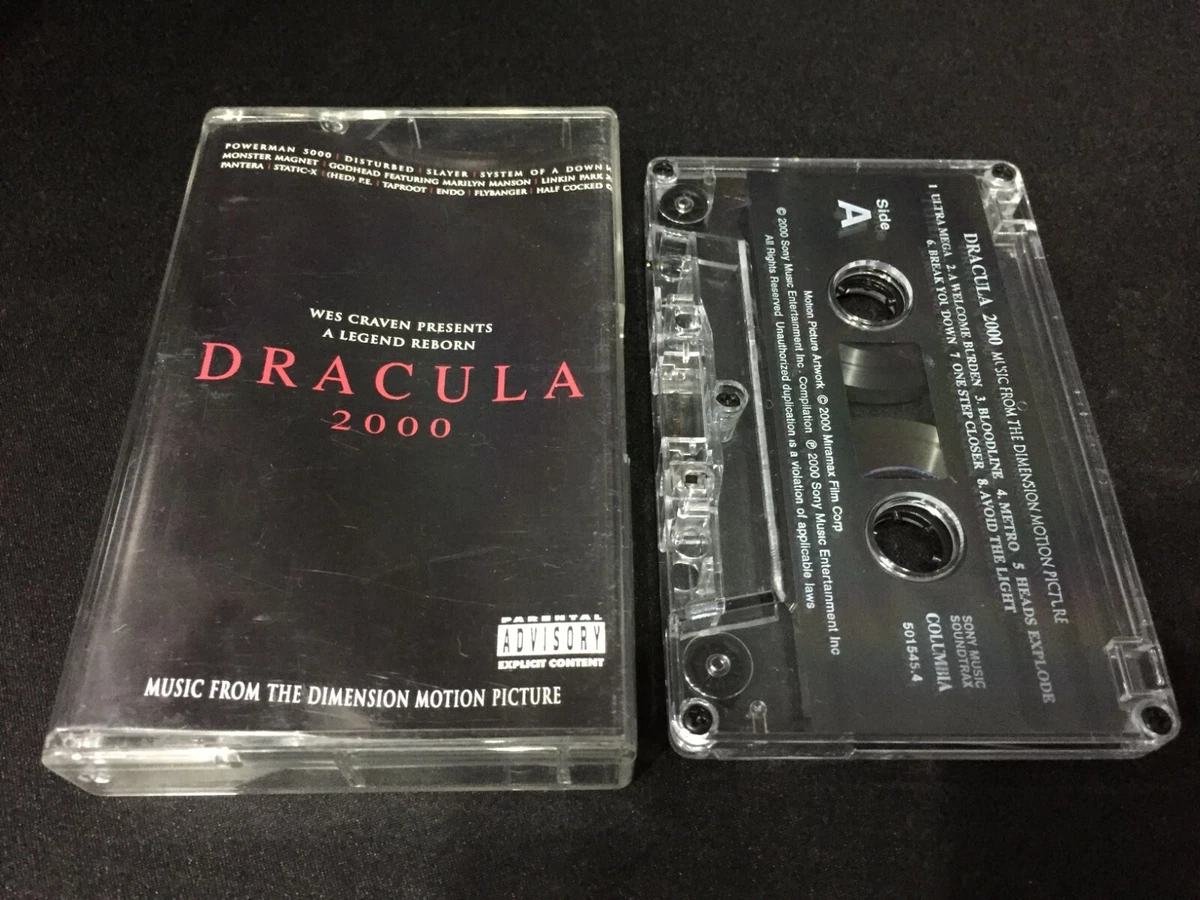 POWERMAN 5000 | DISTURBED | SLAYER | SYSTEM OF A DOWN
MONSTER MAGNET | GODHEAD FEATURING MARILYN MANSON | LINKIN PARK
PANTERA | STATIC-X | (HED) P.E. | TAPROOT | ENDO | FLYBANGER | HALF COCKED
WES CRAVEN PRESENTS
A LEGEND REBORN
DRACULA
2000
PARENTAL
ADVISORY
EXPLICIT CONTENT
MUSIC FROM THE DIMENSION MOTION PICTURE
DRACULA 2000 MUSIC FROM THE DIMENSION MOTION PICTURE
1 ULTRA MEGA 2. A WELCOME BURDEN 3. BLOODLINE 4. METRO 5 HEADS EXPLODE
6. BREAK YOU DOWN 7 ONE STEP CLOSER 8. AVOID THE LIGHT
Side
A
SONY MUSIC
SOUNDTRAX
COLUMBIA
501545.4
Motion Picture Artwork © 2000 Miramax Film Corp
© 2000 Sony Music Entertainment Inc. Compilation ℗ 2000 Sony Music Entertainment Inc
All Rights Reserved Unauthorized duplication is a violation of applicable laws